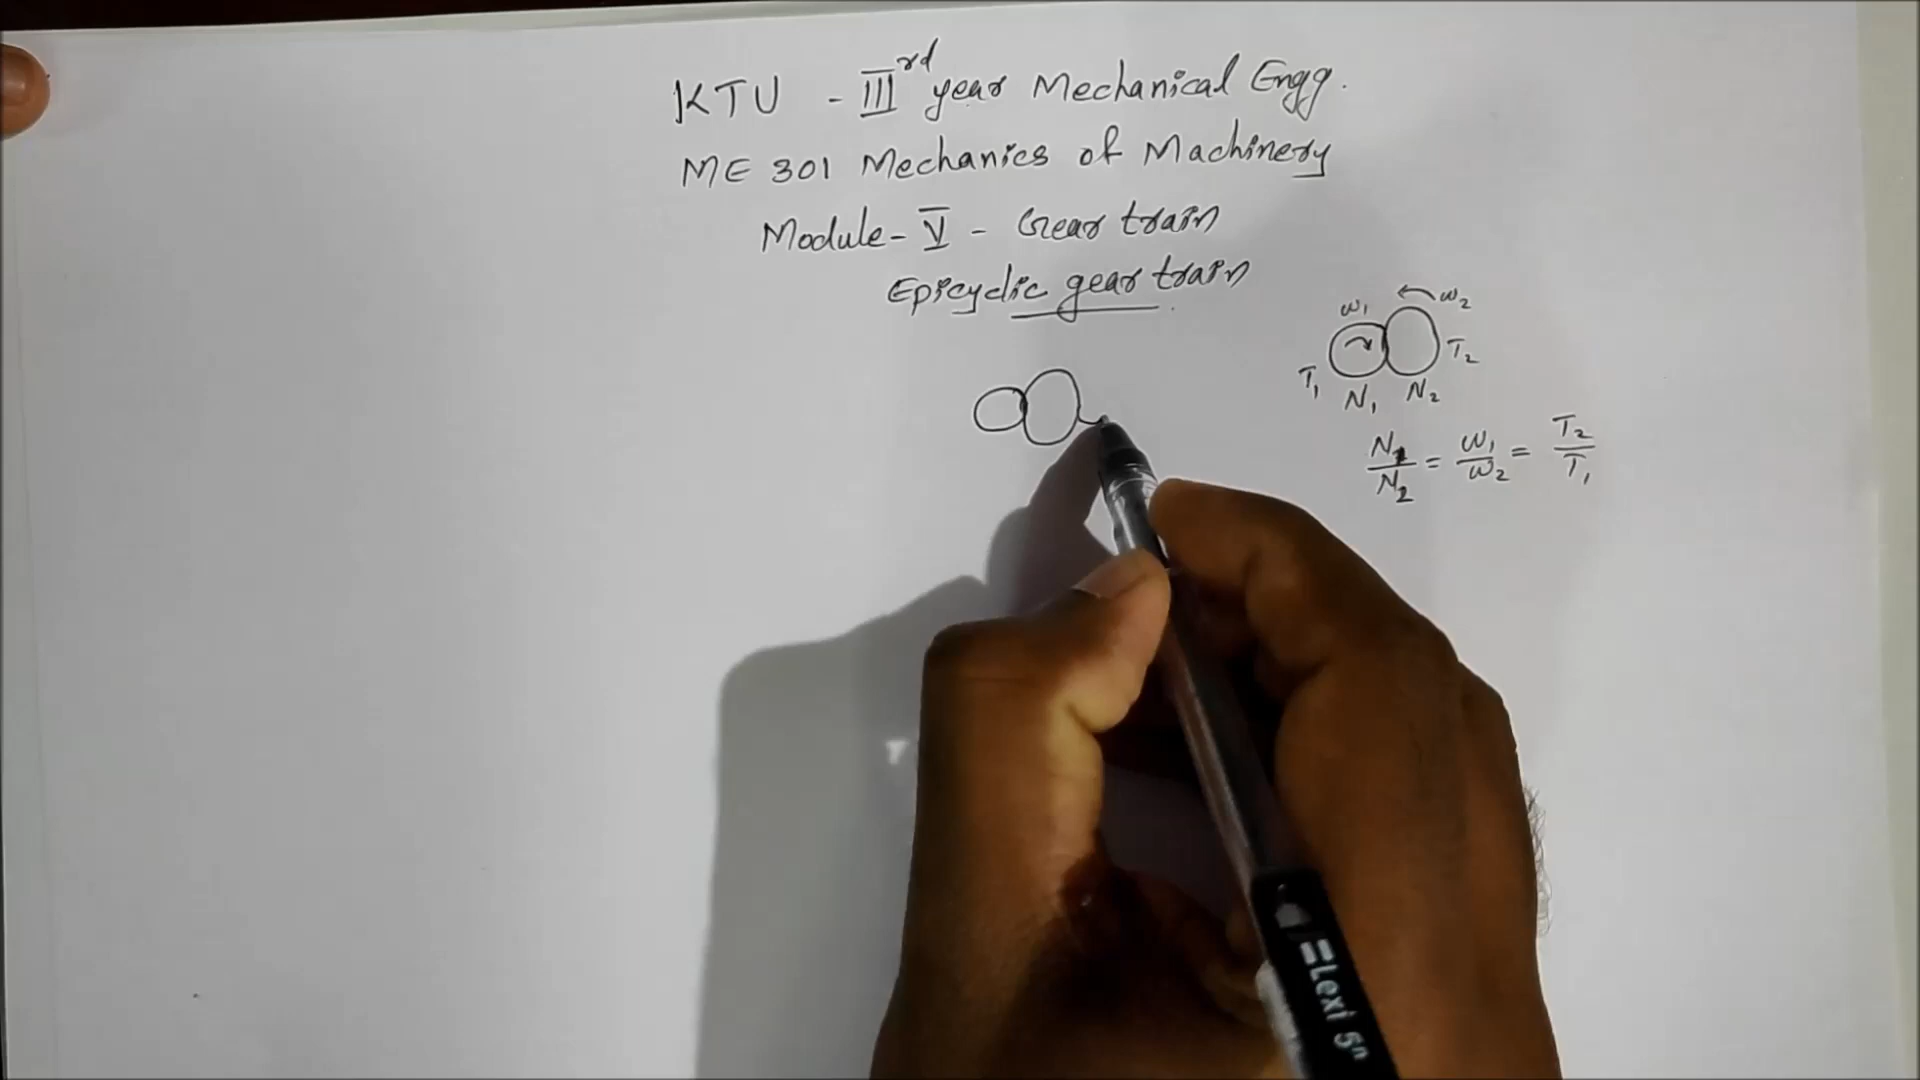 KTU - III rd year Mechanical Engg.
ME 301 Mechanics of Machinery
Module - V - Gear train
Epicyclic gear train
ω₁ ω₂
T₁ T₂
N₁ N₂
N₁/N₂ = ω₁/ω₂ = T₂/T₁
Lexi 5n